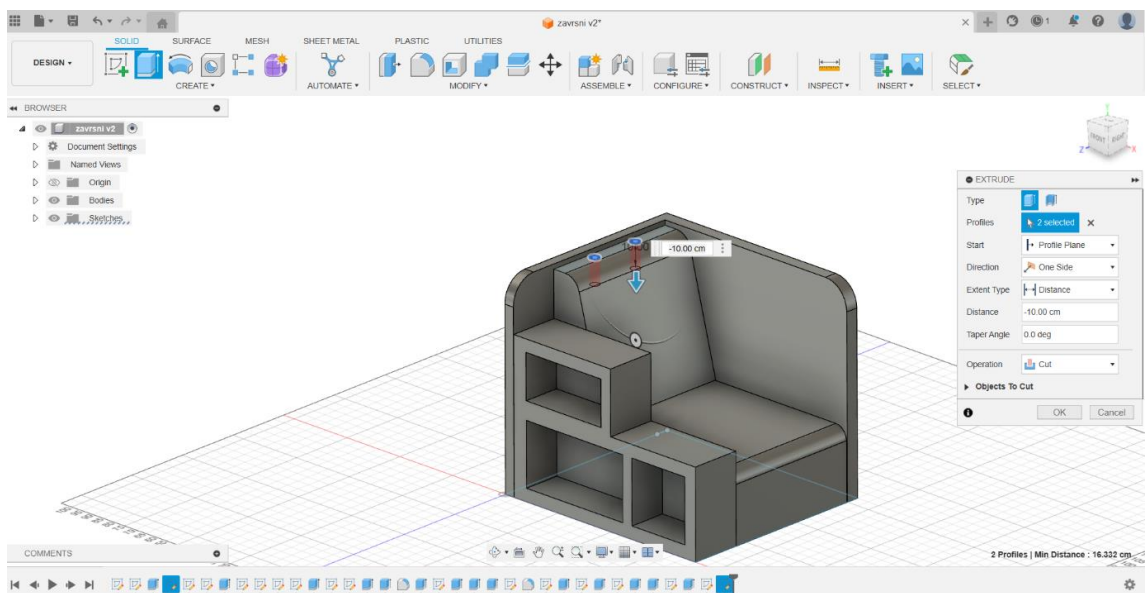 zavrsni v2*
1
SOLID SURFACE MESH SHEET METAL PLASTIC UTILITIES
DESIGN
CREATE AUTOMATE MODIFY ASSEMBLE CONFIGURE CONSTRUCT INSPECT INSERT SELECT
BROWSER
zavrsni v2
Document Settings
Named Views
Origin
Bodies
Sketches
FRONT RIGHT
Z X
EXTRUDE
Type
Profiles 2 selected
Start Profile Plane
Direction One Side
Extent Type Distance
Distance -10.00 cm
Taper Angle 0.0 deg
Operation Cut
Objects To Cut
OK Cancel
-10.00 cm
COMMENTS
2 Profiles | Min Distance : 16.332 cm